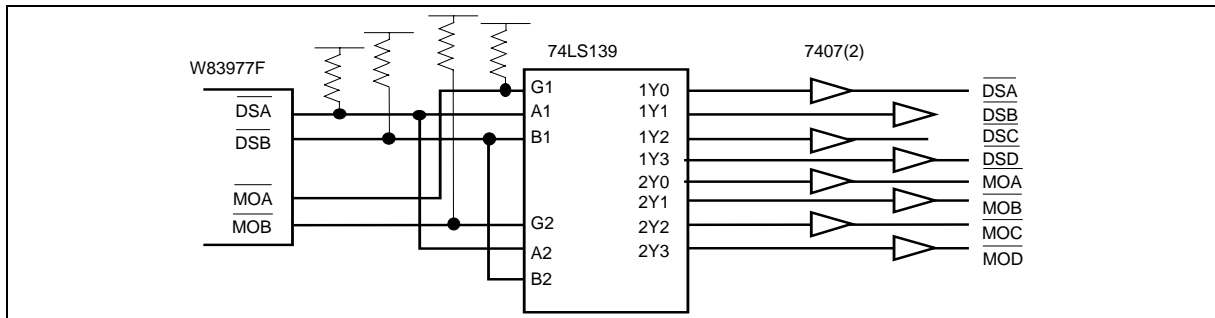 74LS139
7407(2)
W83977F
G1
1Y0
DSA
DSA
A1
1Y1
DSB
DSB
B1
1Y2
DSC
1Y3
DSD
2Y0
MOA
MOA
2Y1
MOB
MOB
G2
2Y2
MOC
A2
2Y3
MOD
B2